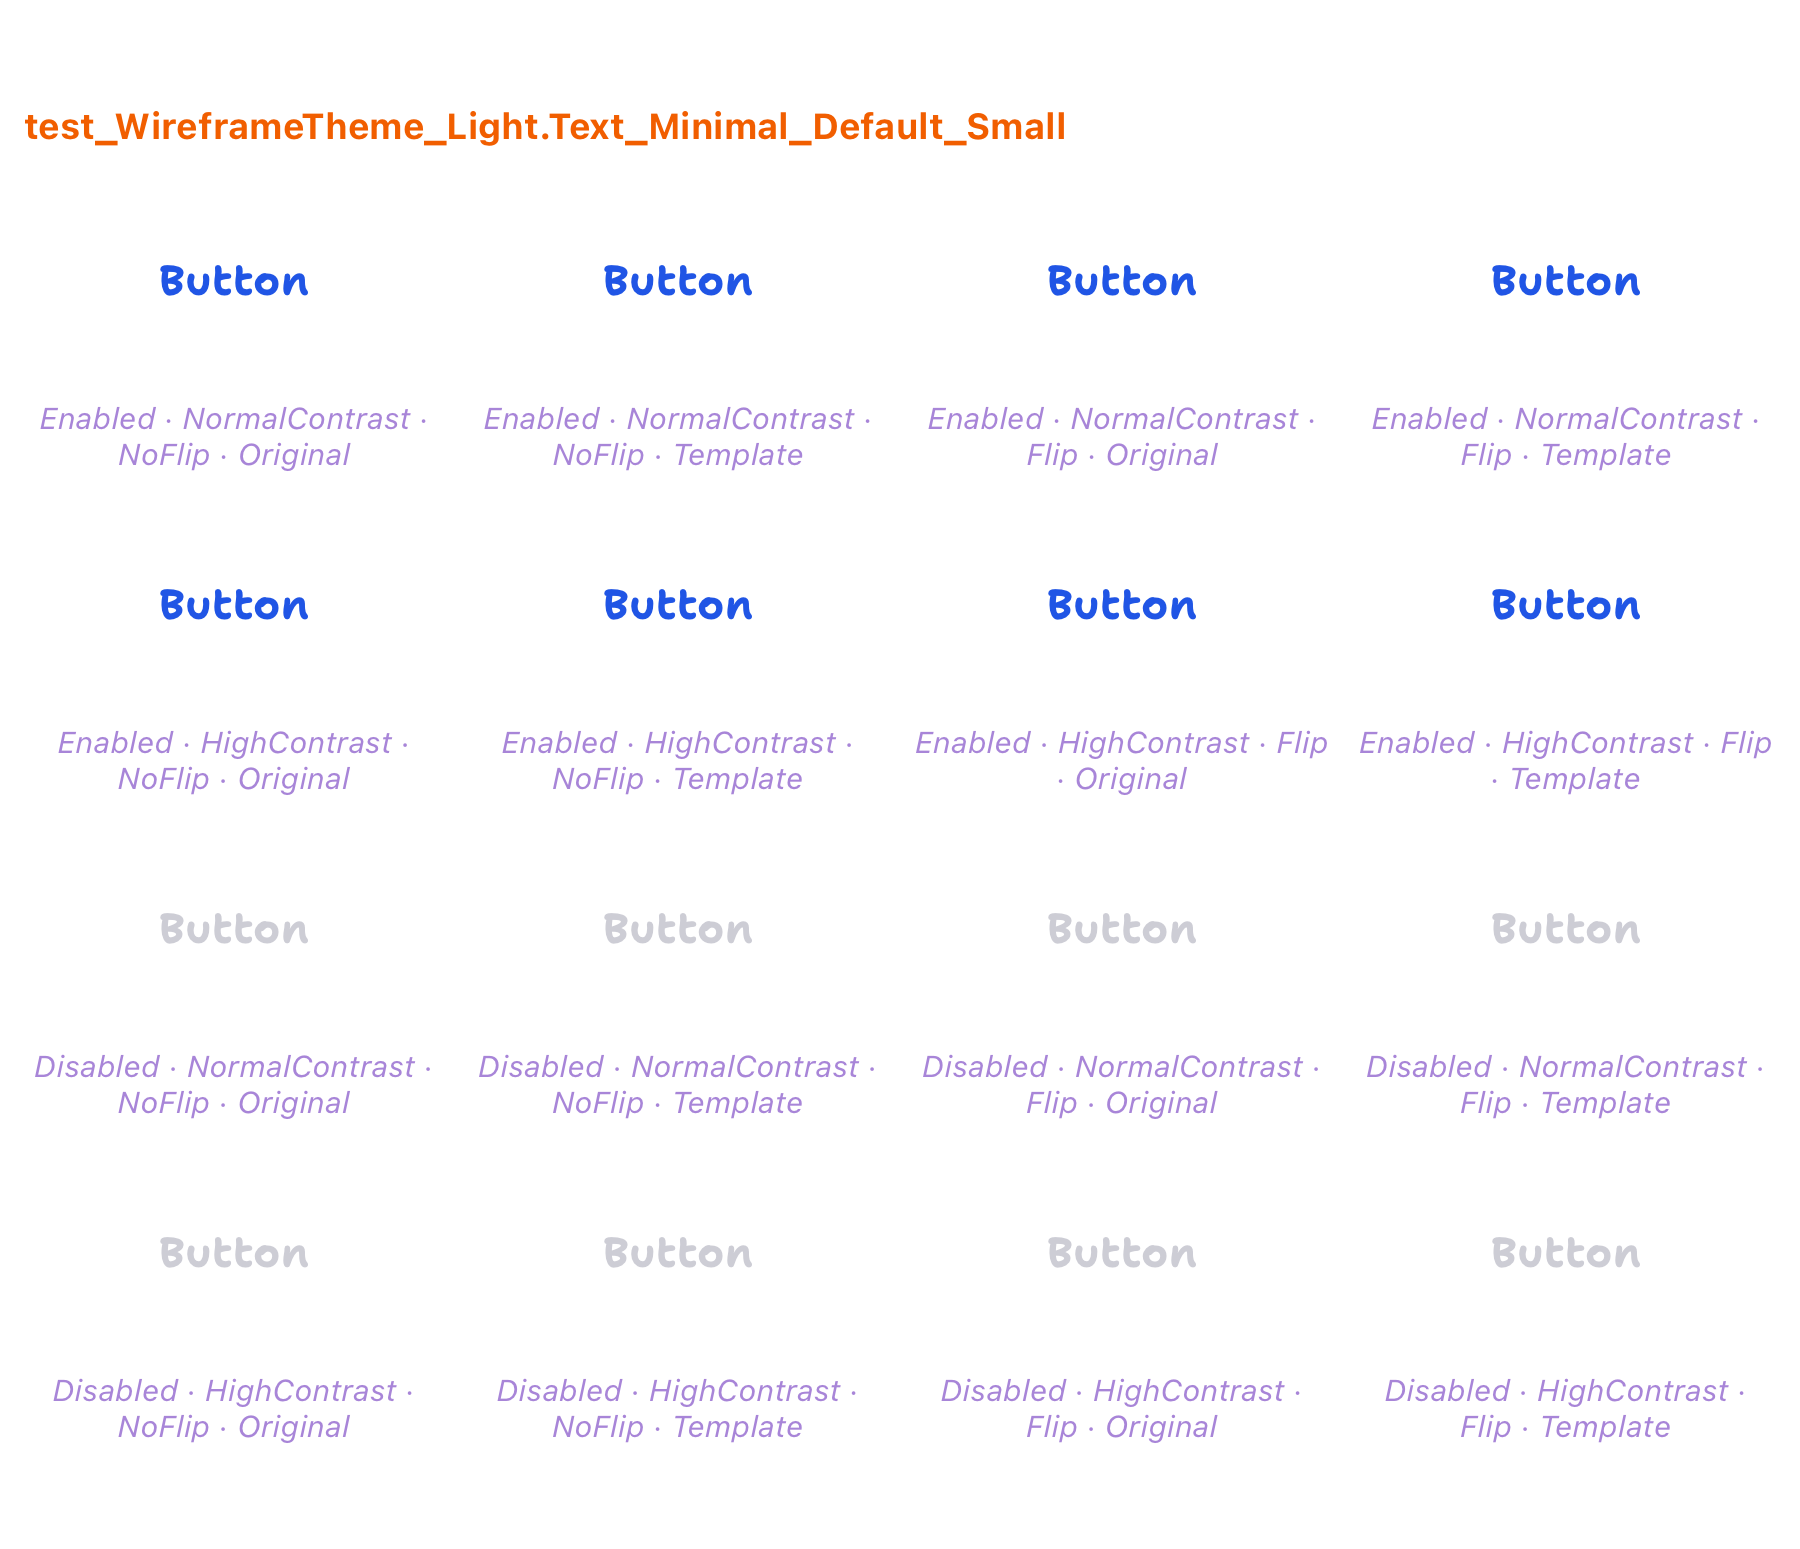 test_WireframeTheme_Light.Text_Minimal_Default_Small
Button Button Button Button
Enabled · NormalContrast · Enabled · NormalContrast · Enabled · NormalContrast · Enabled · NormalContrast ·
NoFlip · Original NoFlip · Template Flip · Original Flip · Template
Button Button Button Button
Enabled · HighContrast · Enabled · HighContrast · Enabled · HighContrast · Flip Enabled · HighContrast · Flip
NoFlip · Original NoFlip · Template · Original · Template
Button Button Button Button
Disabled · NormalContrast · Disabled · NormalContrast · Disabled · NormalContrast · Disabled · NormalContrast ·
NoFlip · Original NoFlip · Template Flip · Original Flip · Template
Button Button Button Button
Disabled · HighContrast · Disabled · HighContrast · Disabled · HighContrast · Disabled · HighContrast ·
NoFlip · Original NoFlip · Template Flip · Original Flip · Template